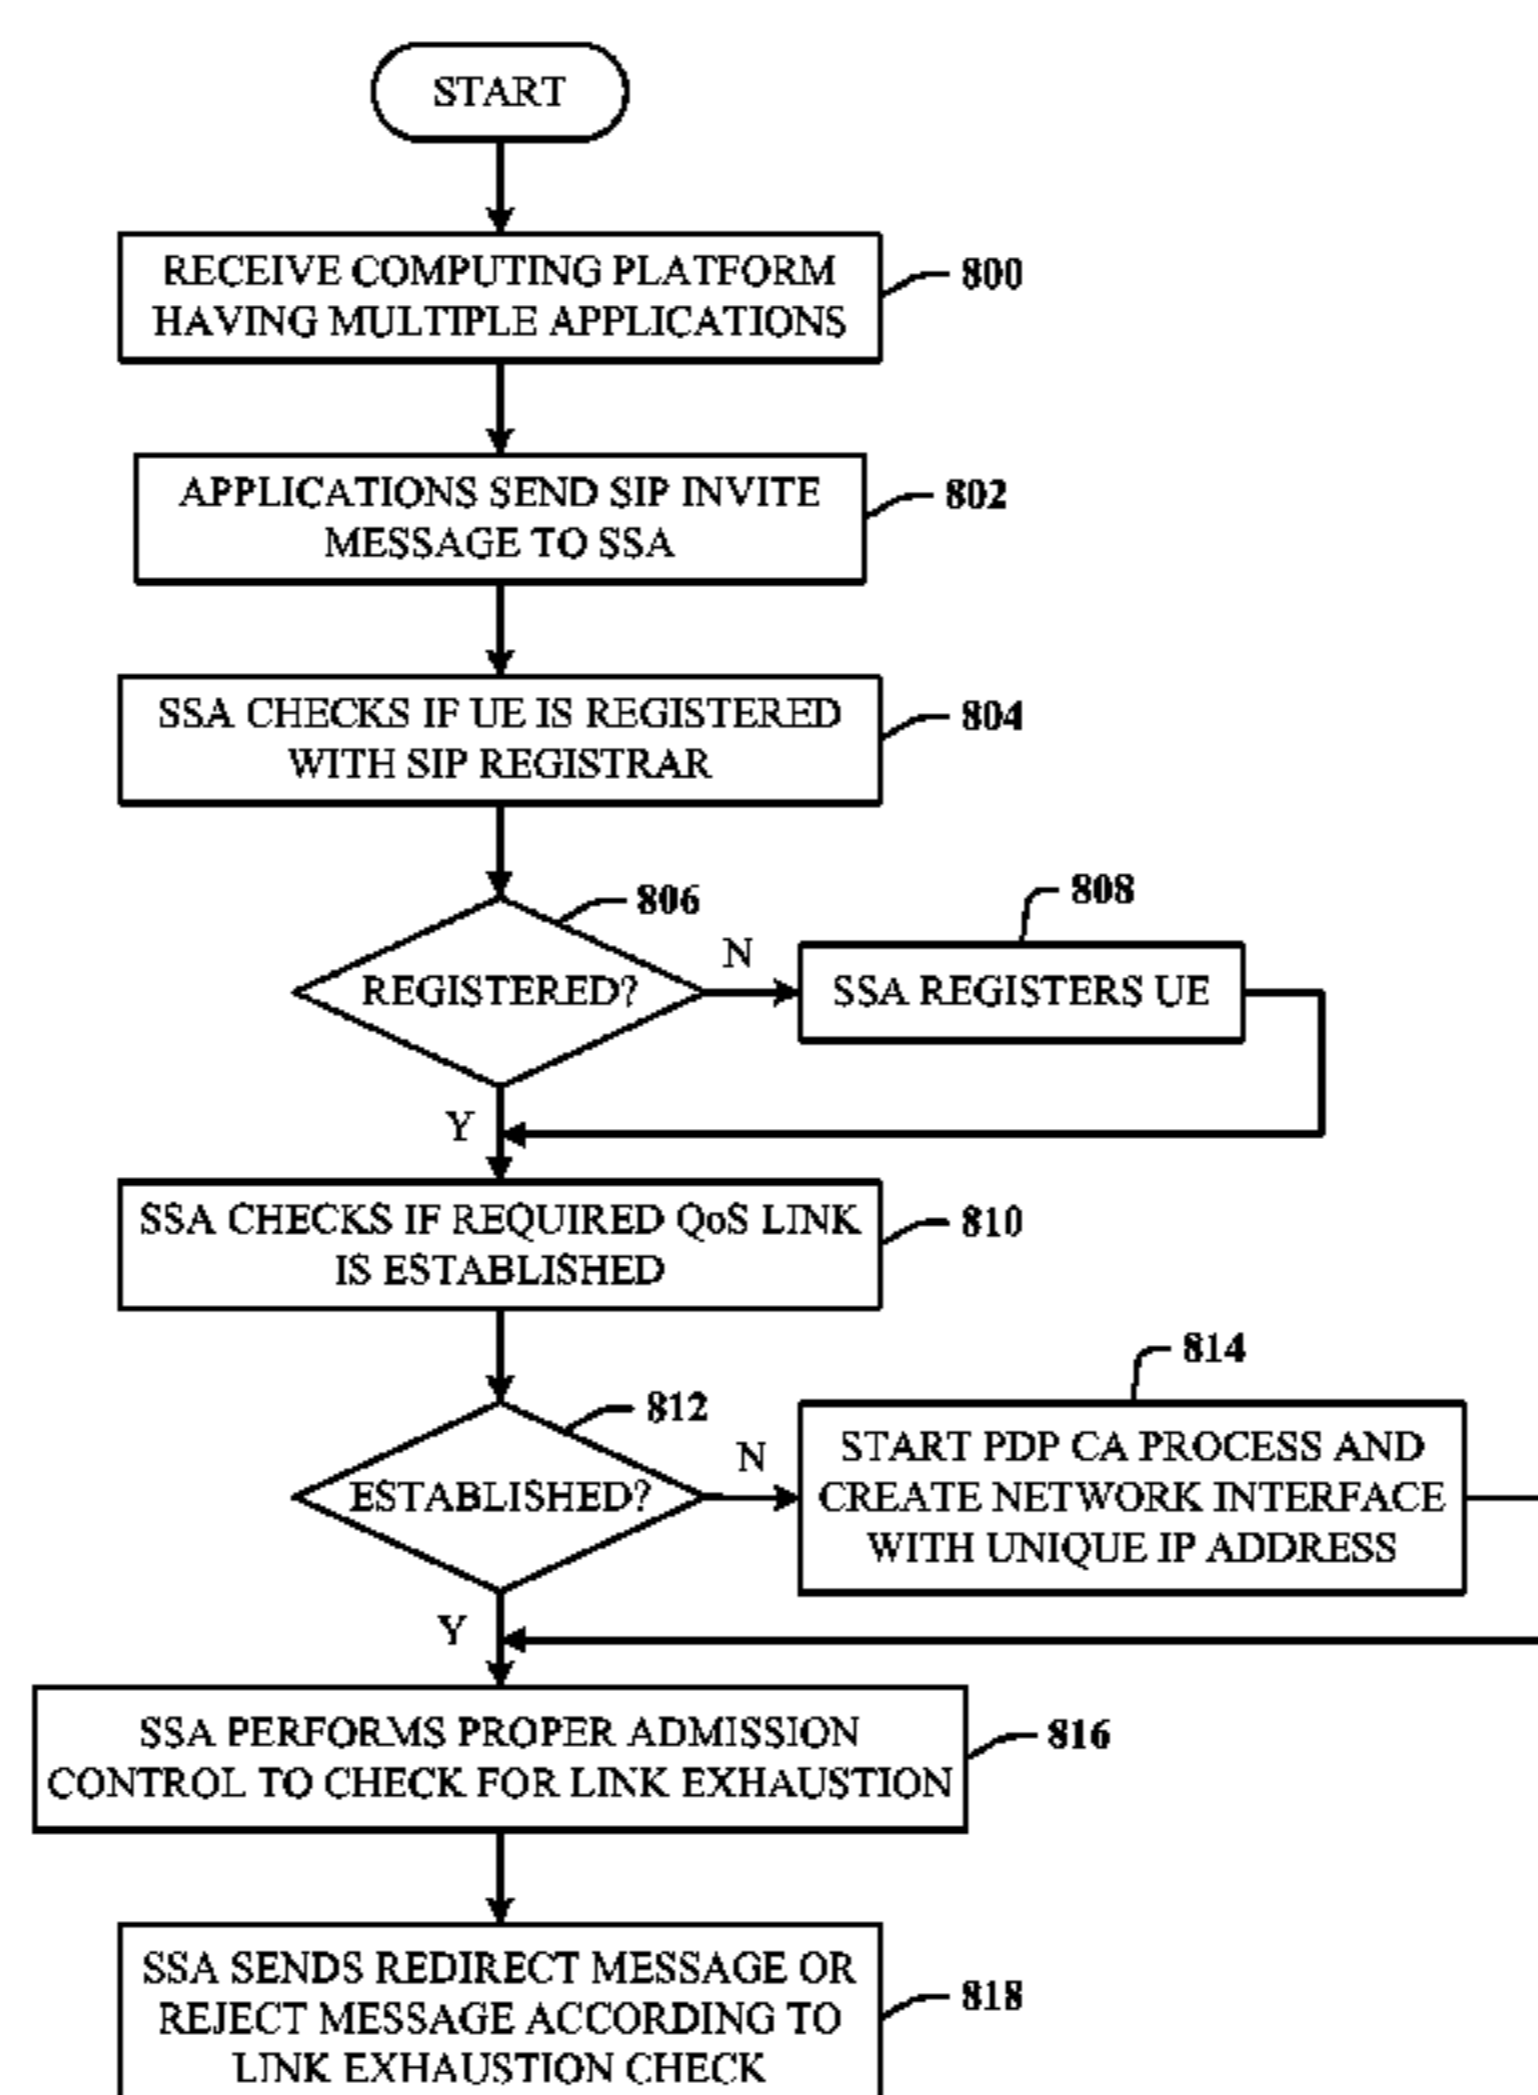 START
RECEIVE COMPUTING PLATFORM
HAVING MULTIPLE APPLICATIONS
800
APPLICATIONS SEND SIP INVITE
MESSAGE TO SSA
802
SSA CHECKS IF UE IS REGISTERED
WITH SIP REGISTRAR
804
806
REGISTERED?
N
808
SSA REGISTERS UE
Y
SSA CHECKS IF REQUIRED QoS LINK
IS ESTABLISHED
810
812
ESTABLISHED?
N
814
START PDP CA PROCESS AND
CREATE NETWORK INTERFACE
WITH UNIQUE IP ADDRESS
Y
SSA PERFORMS PROPER ADMISSION
CONTROL TO CHECK FOR LINK EXHAUSTION
816
SSA SENDS REDIRECT MESSAGE OR
REJECT MESSAGE ACCORDING TO
LINK EXHAUSTION CHECK
818